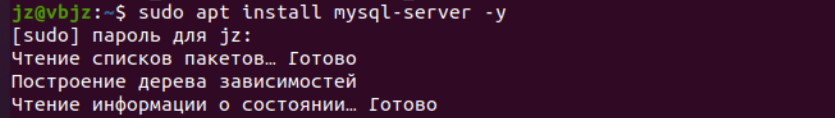 jz@vbjz:~$ sudo apt install mysql-server -y
[sudo] пароль для jz:
Чтение списков пакетов… Готово
Построение дерева зависимостей
Чтение информации о состоянии… Готово